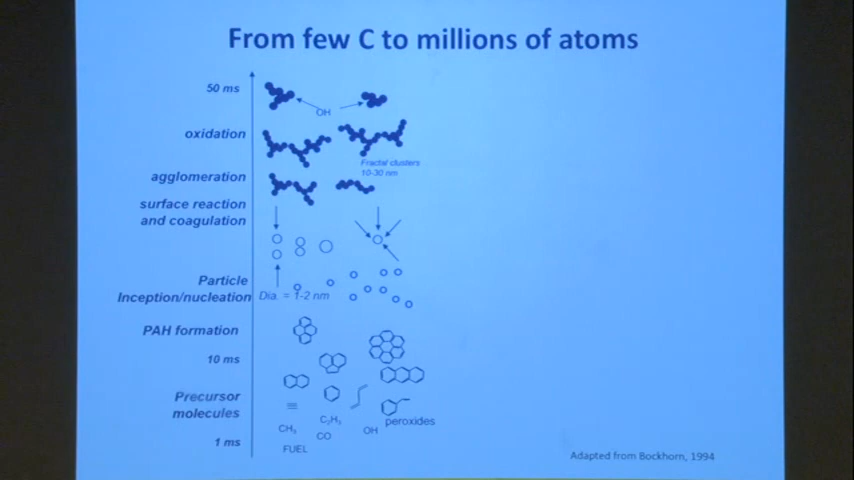 From few C to millions of atoms
50 ms
OH
oxidation
Fractal clusters
10-30 nm
agglomeration
surface reaction
and coagulation
Particle
Inception/nucleation
Dia. = 1-2 nm
PAH formation
10 ms
Precursor
molecules
C₂H₂
peroxides
CH₃
CO
OH
1 ms
FUEL
Adapted from Bockhorn, 1994